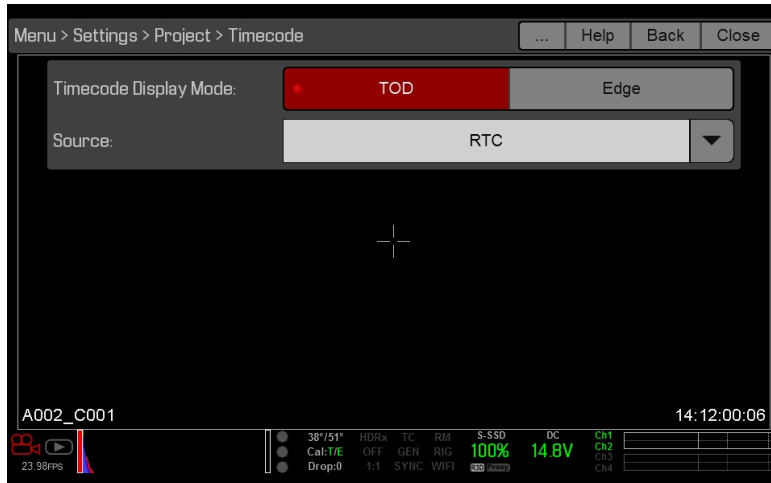 Menu > Settings > Project > Timecode ... Help Back Close
Timecode Display Mode: TOD Edge
Source: RTC
A002_C001 14:12:00:06
38°/51° HDRx TC RM S-SSD DC Ch1
Cal:T/E OFF GEN RIG 100% 14.8V Ch2
23.98FPS Drop:0 1:1 SYNC WIFI R3D Proxy Ch3
Ch4